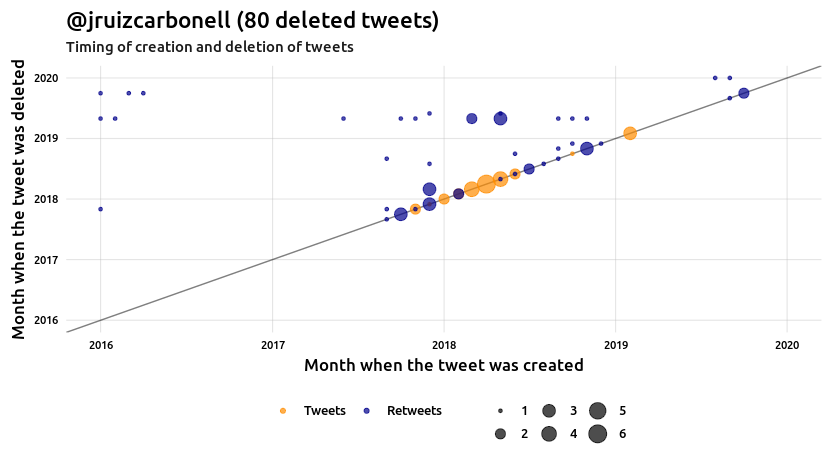 @jruizcarbonell (80 deleted tweets)
Timing of creation and deletion of tweets
Month when the tweet was deleted
2020
2019
2018
2017
2016
2016 2017 2018 2019 2020
Month when the tweet was created
Tweets Retweets 1 3 5
2 4 6